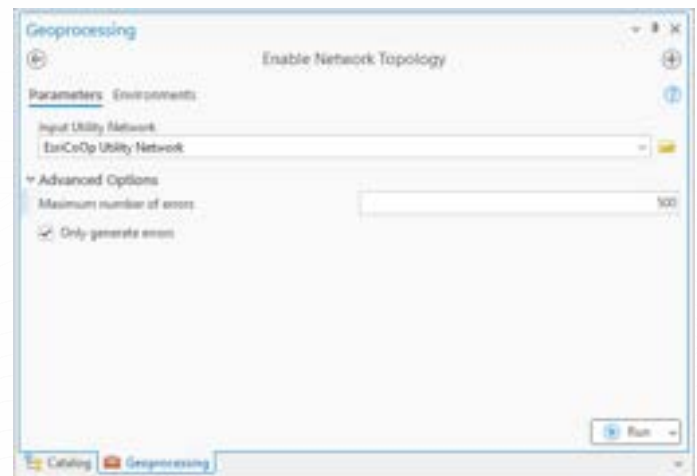 Geoprocessing
Enable Network Topology
Parameters Environments
Input Utility Network
EsriCoOp Utility Network
Advanced Options
Maximum number of errors 500
Only generate errors
Run
Catalog Geoprocessing